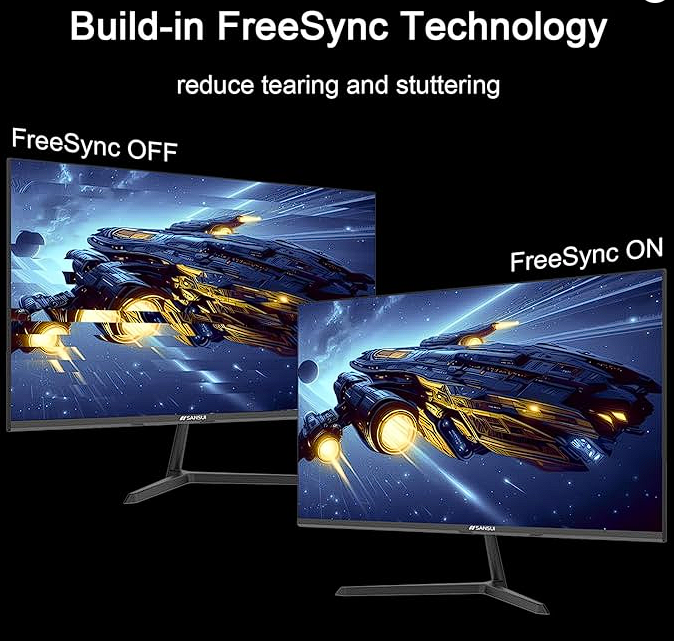 Build-in FreeSync Technology
reduce tearing and stuttering
FreeSync OFF
FreeSync ON
SANSUI
SANSUI